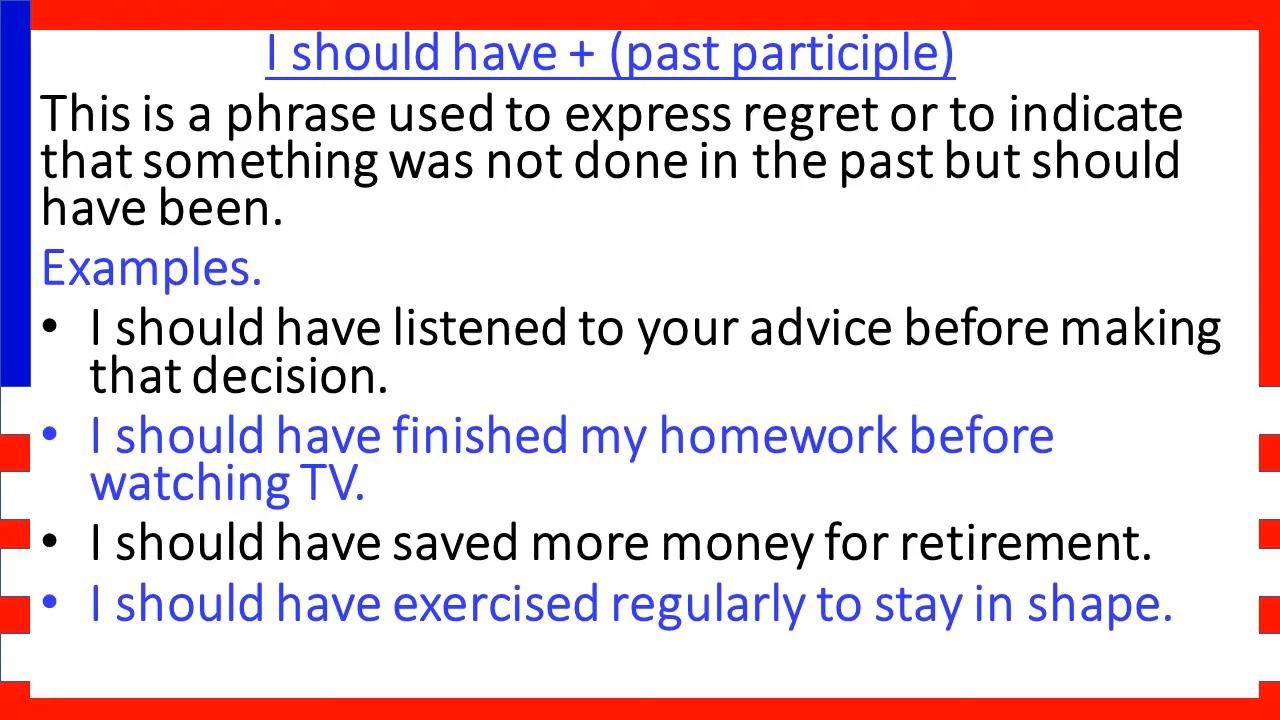 I should have + (past participle)
This is a phrase used to express regret or to indicate
that something was not done in the past but should
have been.
Examples.
• I should have listened to your advice before making
that decision.
• I should have finished my homework before
watching TV.
• I should have saved more money for retirement.
• I should have exercised regularly to stay in shape.